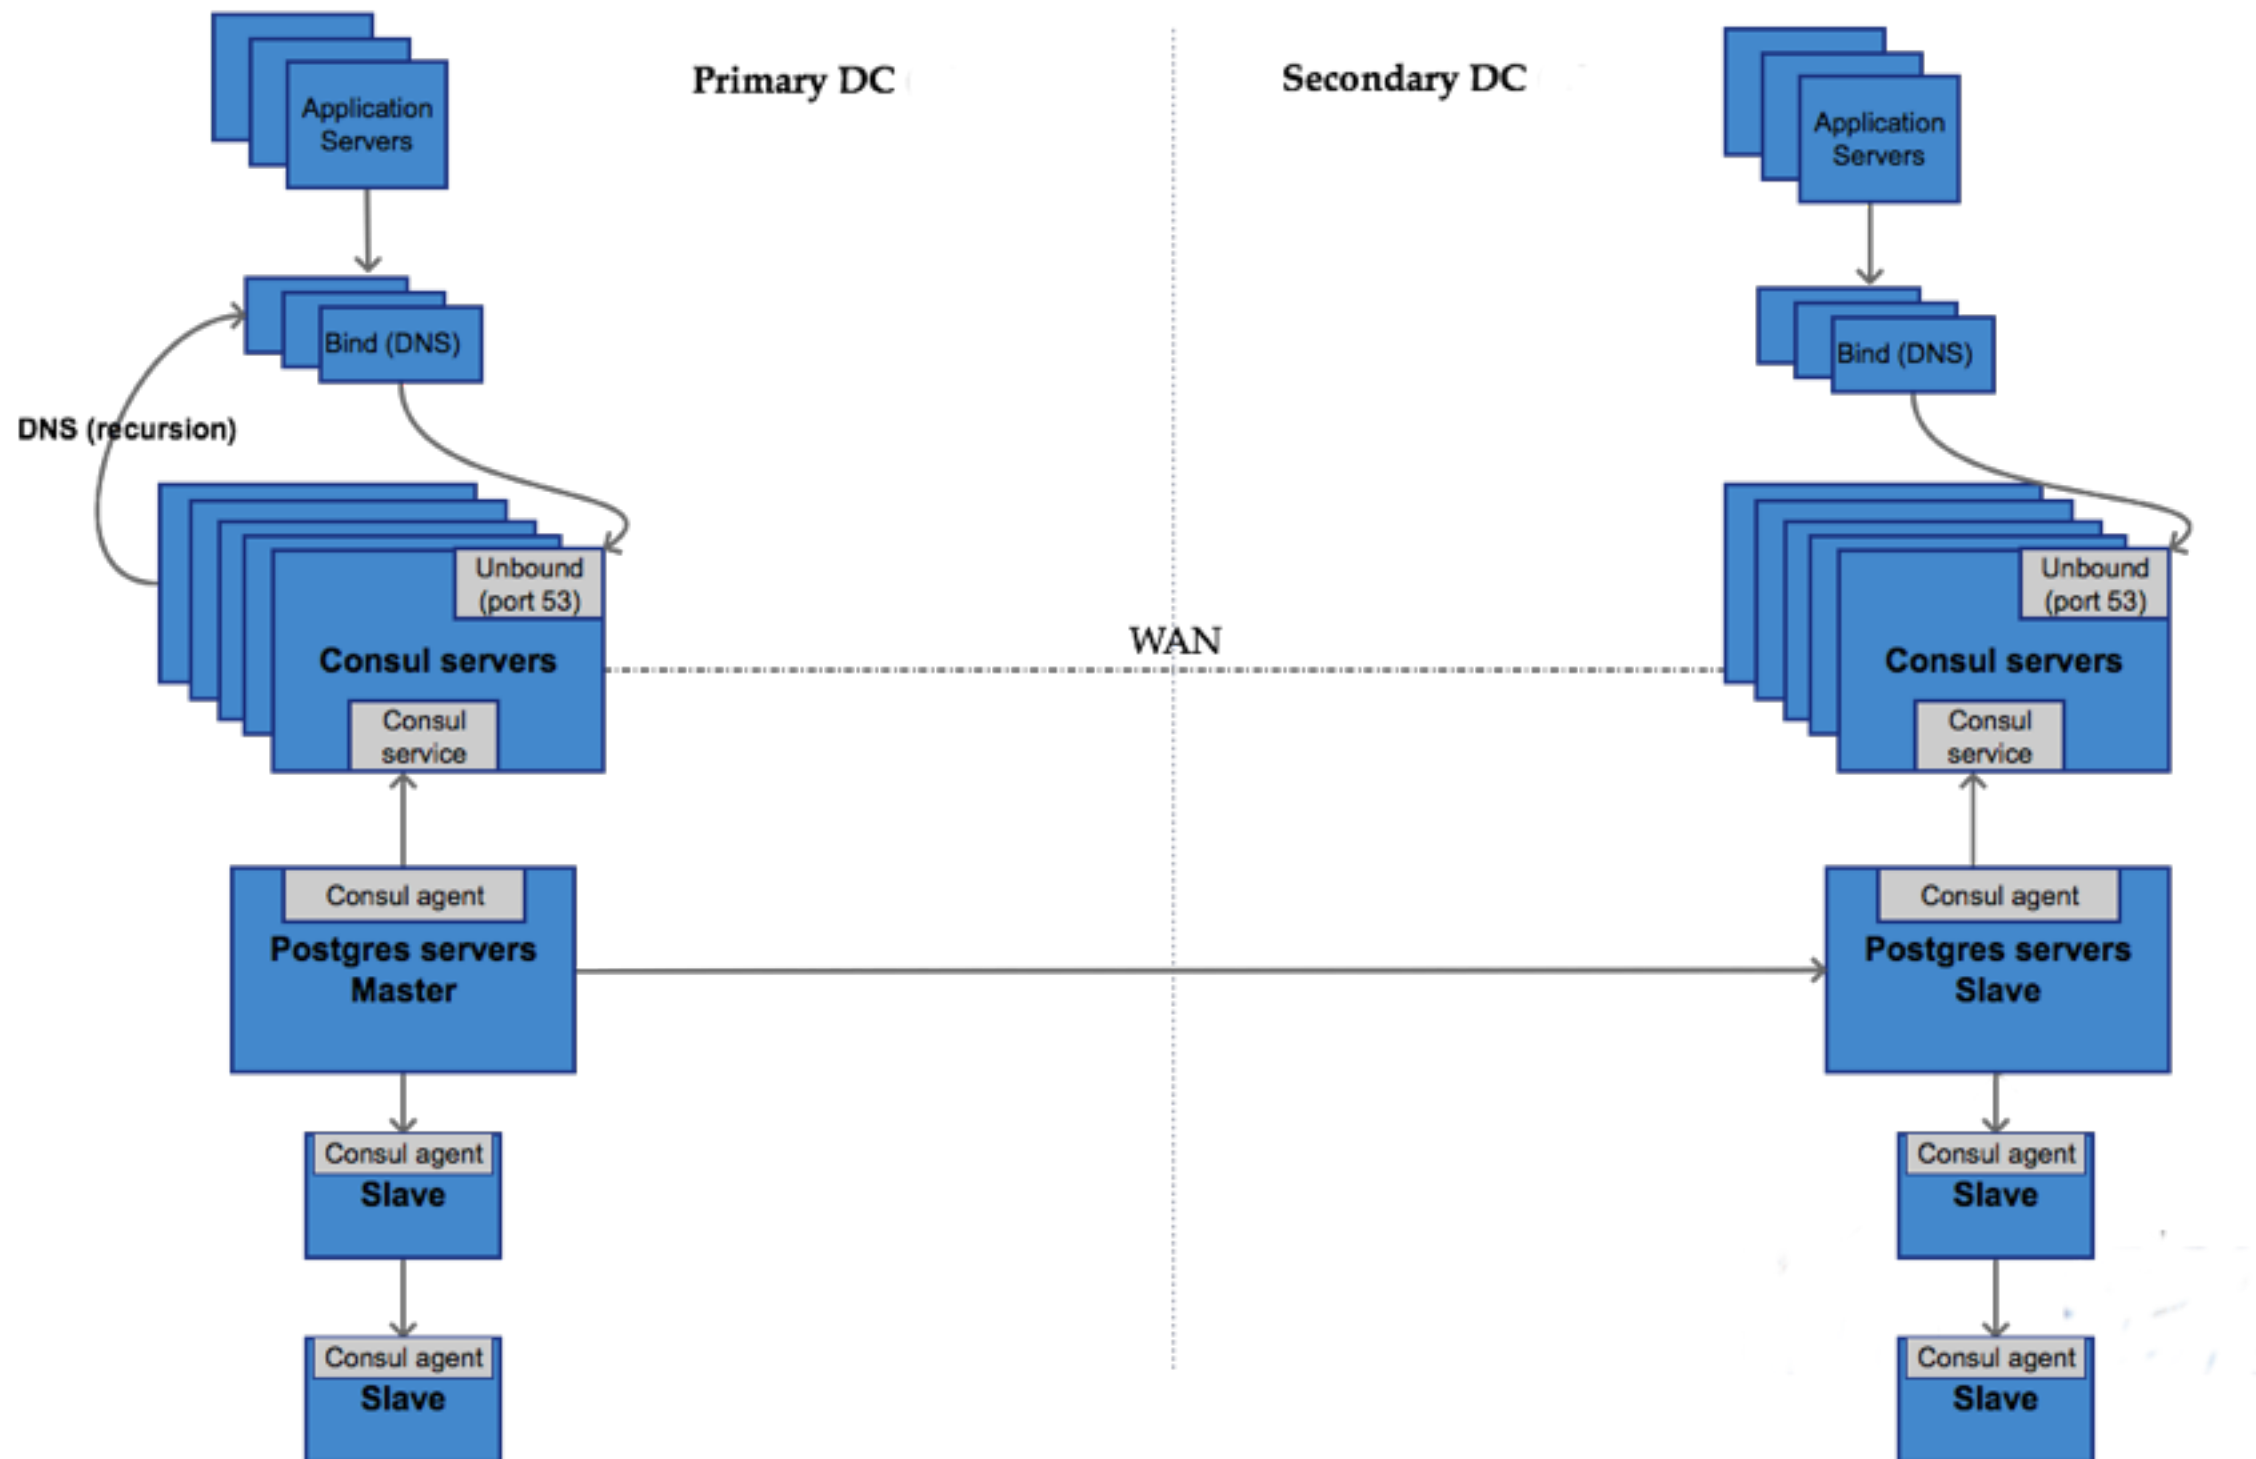 Primary DC
Secondary DC
Application
Servers
Application
Servers
Bind (DNS)
Bind (DNS)
DNS (recursion)
Unbound
(port 53)
Unbound
(port 53)
WAN
Consul servers
Consul servers
Consul
service
Consul
service
Consul agent
Postgres servers
Master
Consul agent
Postgres servers
Slave
Consul agent
Slave
Consul agent
Slave
Consul agent
Slave
Consul agent
Slave